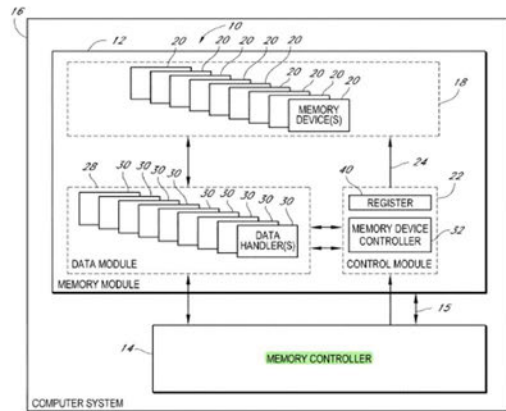 16
12
10
20 20 20 20 20
20 20 20 20
MEMORY
DEVICE(S)
18
24
28 30 30 30 30 30 30 30 30 30
40
22
REGISTER
MEMORY DEVICE
CONTROLLER
32
DATA
HANDLER(S)
DATA MODULE
CONTROL MODULE
MEMORY MODULE
15
14
MEMORY CONTROLLER
COMPUTER SYSTEM